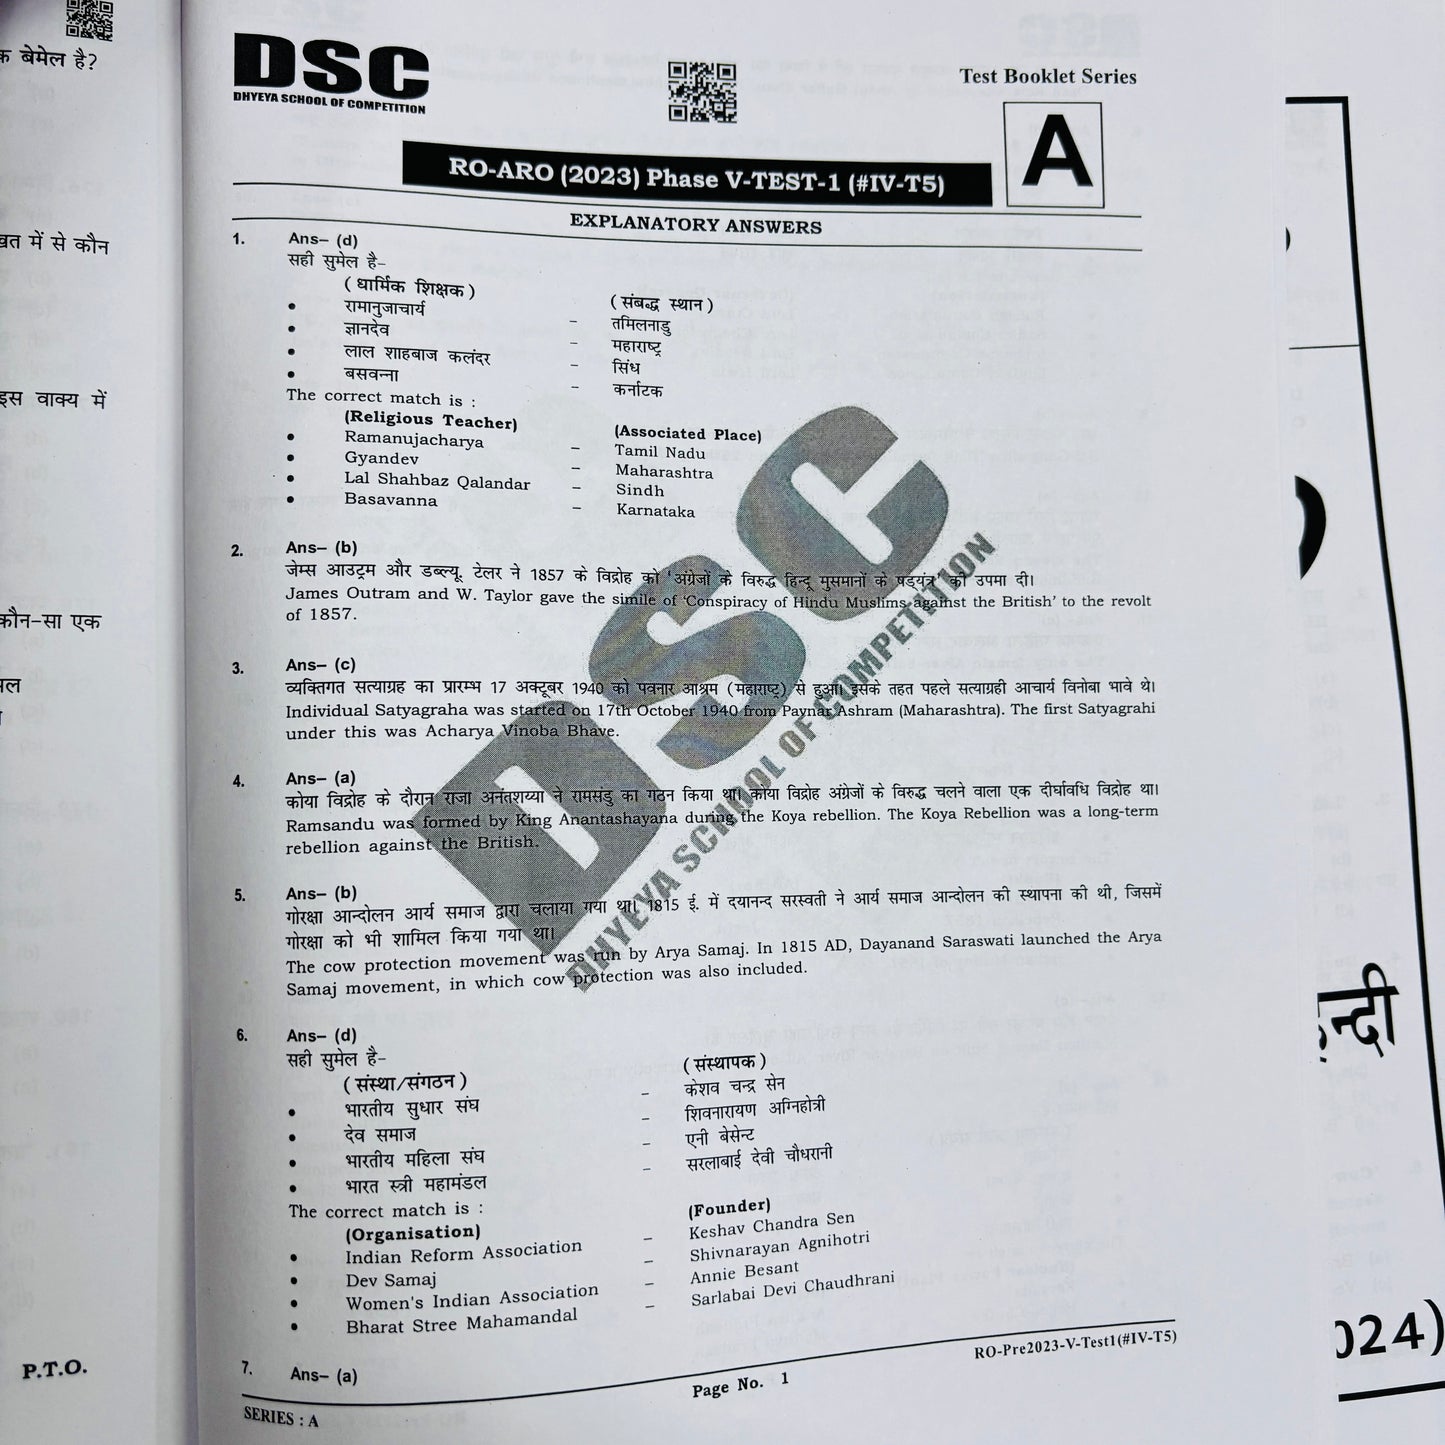 क बेमेल है?
खत में से कौन
इस वाक्य में
कौन-सा एक
P.T.O.
DSC
DHYEYA SCHOOL OF COMPETITION
Test Booklet Series
A
RO-ARO (2023) Phase V-TEST-1 (#IV-T5)
EXPLANATORY ANSWERS
1. Ans– (d)
सही सुमेल है–
(धार्मिक शिक्षक) (संबद्ध स्थान)
• रामानुजाचार्य – तमिलनाडु
• ज्ञानदेव – महाराष्ट्र
• लाल शाहबाज कलंदर – सिंध
• बसवन्ना – कर्नाटक
The correct match is :
(Religious Teacher) (Associated Place)
• Ramanujacharya – Tamil Nadu
• Gyandev – Maharashtra
• Lal Shahbaz Qalandar – Sindh
• Basavanna – Karnataka
2. Ans– (b)
जेम्स आउट्रम और डब्ल्यू. टेलर ने 1857 के विद्रोह को 'अंग्रेजों के विरुद्ध हिन्दू मुसमानों के षड्यंत्र' की उपमा दी।
James Outram and W. Taylor gave the simile of 'Conspiracy of Hindu Muslims against the British' to the revolt
of 1857.
3. Ans– (c)
व्यक्तिगत सत्याग्रह का प्रारम्भ 17 अक्टूबर 1940 को पवनार आश्रम (महाराष्ट्र) से हुआ। इसके तहत पहले सत्याग्रही आचार्य विनोबा भावे थे।
Individual Satyagraha was started on 17th October 1940 from Paynar Ashram (Maharashtra). The first Satyagrahi
under this was Acharya Vinoba Bhave.
4. Ans– (a)
कोया विद्रोह के दौरान राजा अनंतशय्या ने रामसंडु का गठन किया था। कोया विद्रोह अंग्रेजों के विरुद्ध चलने वाला एक दीर्घावधि विद्रोह था।
Ramsandu was formed by King Anantashayana during the Koya rebellion. The Koya Rebellion was a long-term
rebellion against the British.
5. Ans– (b)
गोरक्षा आन्दोलन आर्य समाज द्वारा चलाया गया था। 1815 ई. में दयानन्द सरस्वती ने आर्य समाज आन्दोलन की स्थापना की थी, जिसमें
गोरक्षा को भी शामिल किया गया था।
The cow protection movement was run by Arya Samaj. In 1815 AD, Dayanand Saraswati launched the Arya
Samaj movement, in which cow protection was also included.
6. Ans– (d)
सही सुमेल है–
(संस्था/संगठन) (संस्थापक)
• भारतीय सुधार संघ – केशव चन्द्र सेन
• देव समाज – शिवनारायण अग्निहोत्री
• भारतीय महिला संघ – एनी बेसेन्ट
• भारत स्त्री महामंडल – सरलाबाई देवी चौधरानी
The correct match is :
(Organisation) (Founder)
• Indian Reform Association – Keshav Chandra Sen
• Dev Samaj – Shivnarayan Agnihotri
• Women's Indian Association – Annie Besant
• Bharat Stree Mahamandal – Sarlabai Devi Chaudhrani
7. Ans– (a)
SERIES : A
Page No. 1
RO-Pre2023-V-Test1(#IV-T5)
DSC
DHYEYA SCHOOL OF COMPETITION
न्दी
024)